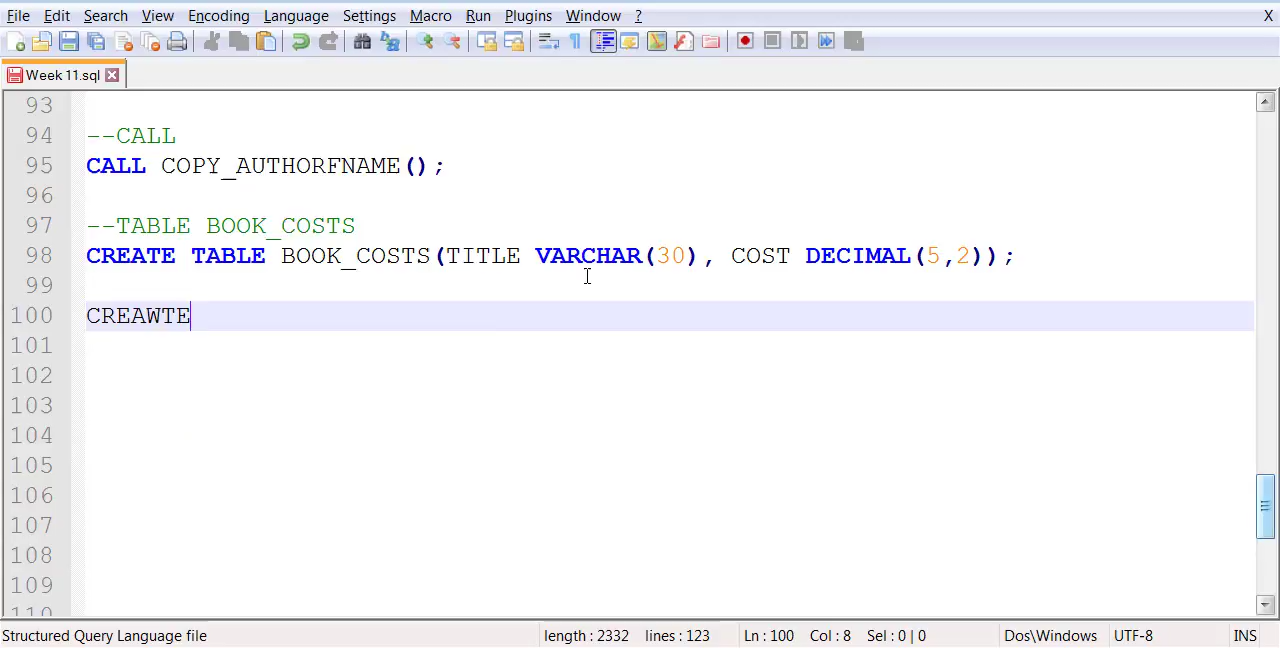 File Edit Search View Encoding Language Settings Macro Run Plugins Window ? X
Week 11.sql
93
94 --CALL
95 CALL COPY_AUTHORFNAME();
96
97 --TABLE BOOK_COSTS
98 CREATE TABLE BOOK_COSTS(TITLE VARCHAR(30), COST DECIMAL(5,2));
99
100 CREAWTE
101
102
103
104
105
106
107
108
109
110
Structured Query Language file length : 2332 lines : 123 Ln : 100 Col : 8 Sel : 0 | 0 Dos\Windows UTF-8 INS